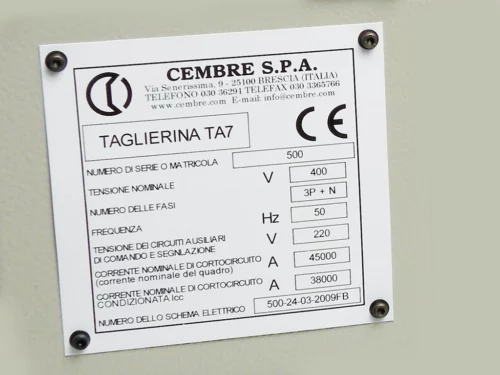 CEMBRE S.P.A.
Via Senerissima, 9 - 25100 BRESCIA (ITALIA)
TELEFONO 030 36291 TELEFAX 030 3365766
www.cembre.com E-mail: info@cembre.com
TAGLIERINA TA7
CE
NUMERO DI SERIE O MATRICOLA 500
TENSIONE NOMINALE V 400
NUMERO DELLE FASI 3P + N
FREQUENZA Hz 50
TENSIONE DEI CIRCUITI AUSILIARI
DI COMANDO E SEGNLAZIONE V 220
CORRENTE NOMINALE DI CORTOCIRCUITO A 45000
(corrente nominale del quadro)
CORRENTE NOMINALE DI CORTOCIRCUITO A 38000
CONDIZIONATA Icc
NUMERO DELLO SCHEMA ELETTRICO 500-24-03-2009FB